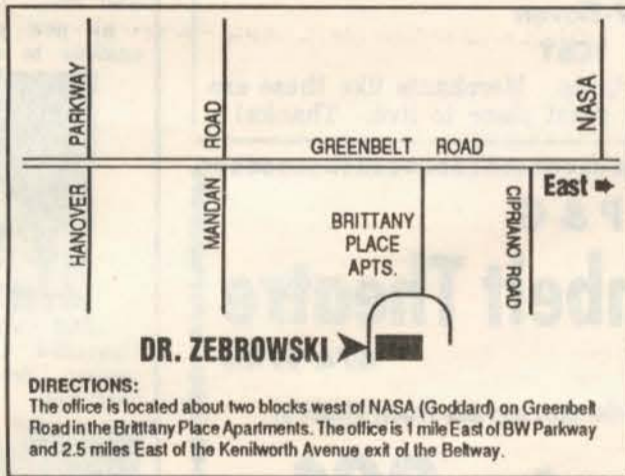 HANOVER PARKWAY
MANDAN ROAD
GREENBELT ROAD
NASA
East ➡
CIPRIANO ROAD
BRITTANY
PLACE
APTS.
DR. ZEBROWSKI
DIRECTIONS:
The office is located about two blocks west of NASA (Goddard) on Greenbelt
Road in the Brittany Place Apartments. The office is 1 mile East of BW Parkway
and 2.5 miles East of the Kenilworth Avenue exit of the Beltway.